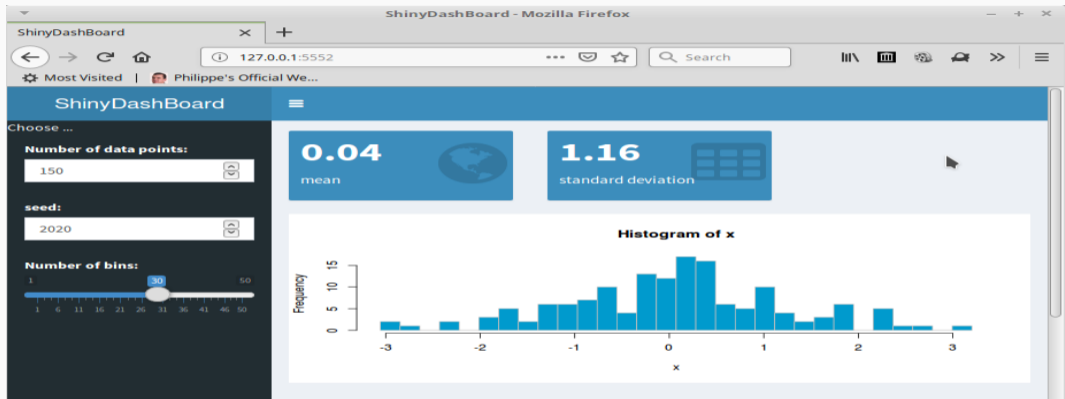 ShinyDashBoard - Mozilla Firefox
ShinyDashBoard
127.0.0.1:5552
Search
Most Visited
Philippe's Official We...
ShinyDashBoard
Choose ...
Number of data points:
150
seed:
2020
Number of bins:
1 30 50
1 6 11 16 21 26 31 36 41 46 50
0.04
mean
1.16
standard deviation
Histogram of x
Frequency
15
10
5
0
-3 -2 -1 0 1 2 3
x